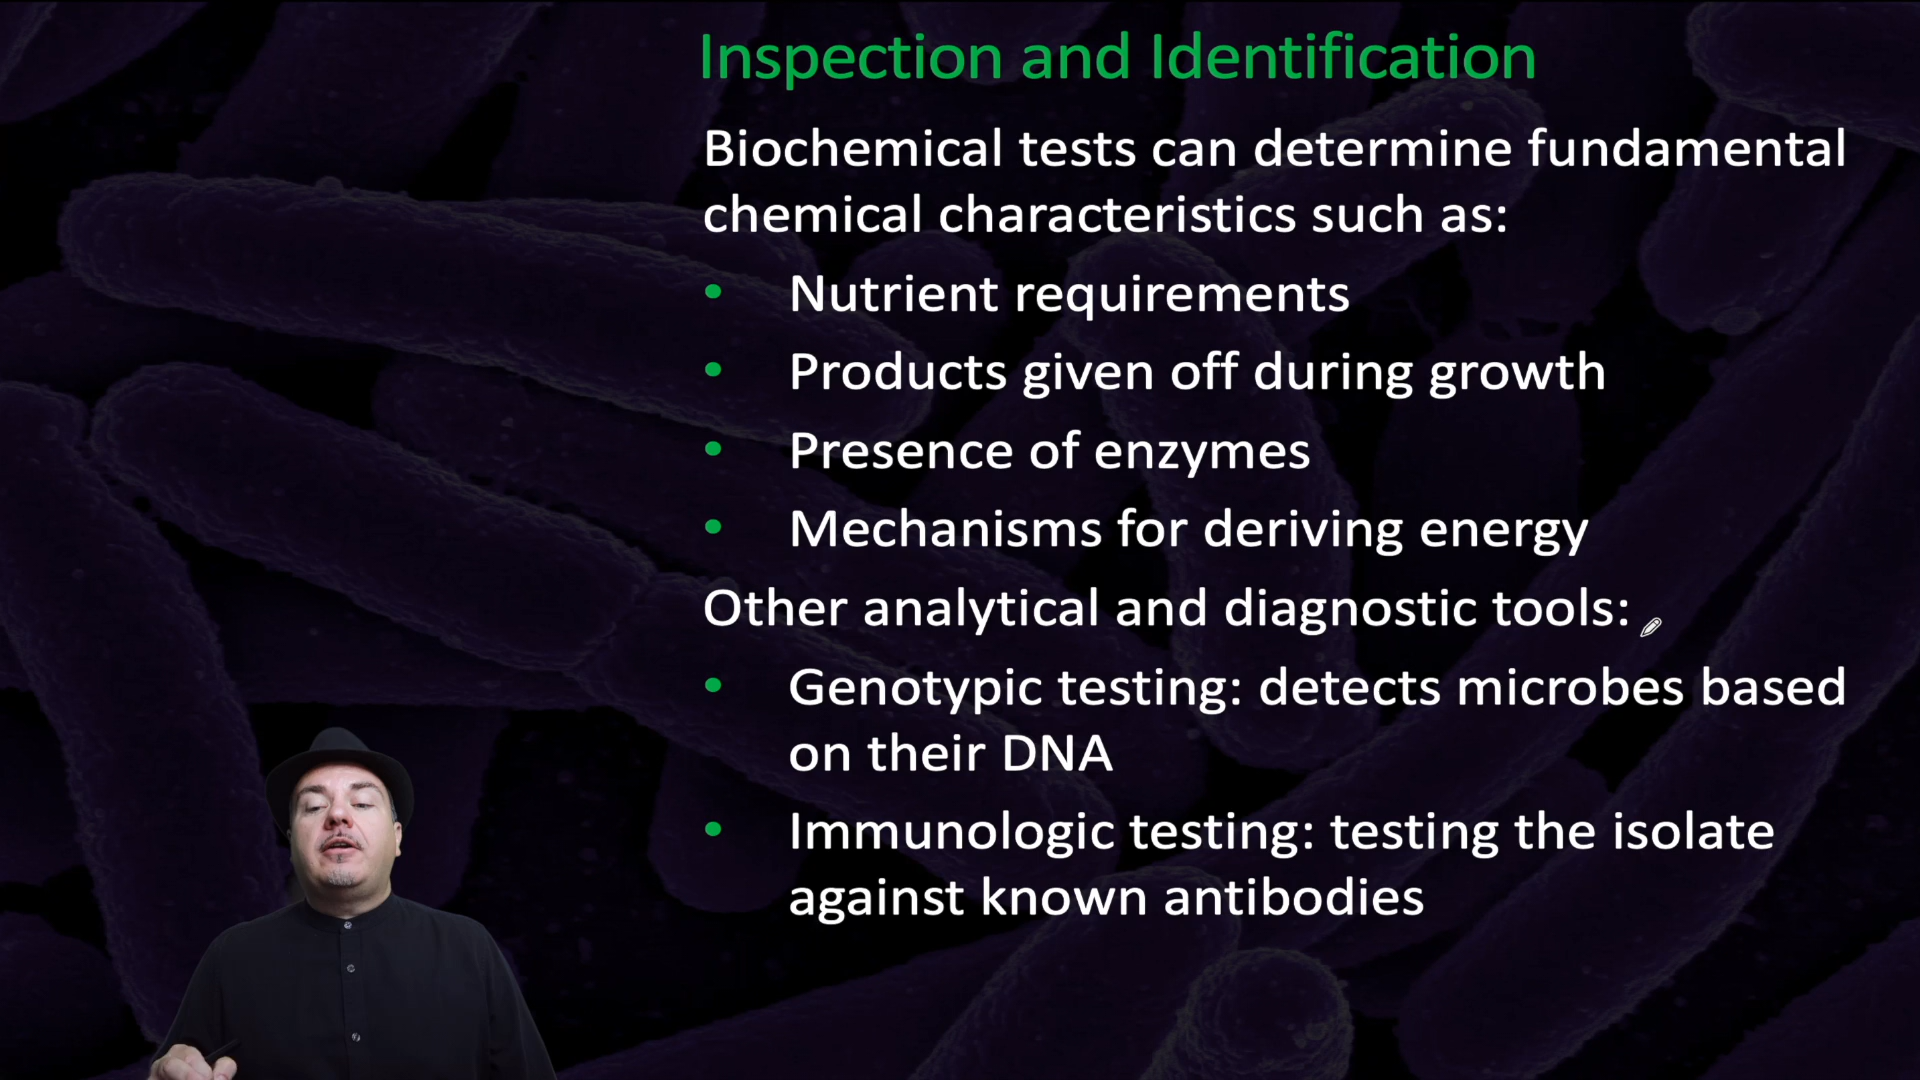 Inspection and Identification
Biochemical tests can determine fundamental
chemical characteristics such as:
• Nutrient requirements
• Products given off during growth
• Presence of enzymes
• Mechanisms for deriving energy
Other analytical and diagnostic tools:
• Genotypic testing: detects microbes based
on their DNA
• Immunologic testing: testing the isolate
against known antibodies